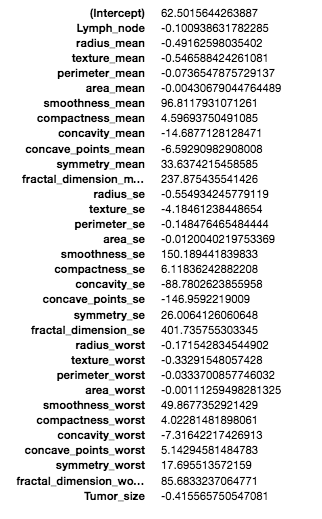 (Intercept) 62.5015644263887
Lymph_node -0.100938631782285
radius_mean -0.49162598035402
texture_mean -0.546588424261081
perimeter_mean -0.0736547875729137
area_mean -0.00430679044764489
smoothness_mean 96.8117931071261
compactness_mean 4.59693750491085
concavity_mean -14.6877128128471
concave_points_mean -6.59290982908008
symmetry_mean 33.6374215458585
fractal_dimension_m... 237.875435541426
radius_se -0.554934245779119
texture_se -4.18461238448654
perimeter_se -0.148476465484444
area_se -0.0120040219753369
smoothness_se 150.189441839833
compactness_se 6.11836242882208
concavity_se -88.7802623855958
concave_points_se -146.9592219009
symmetry_se 26.0064126060648
fractal_dimension_se 401.735755303345
radius_worst -0.171542834544902
texture_worst -0.33291548057428
perimeter_worst -0.0333700857746032
area_worst -0.00111259498281325
smoothness_worst 49.8677352921429
compactness_worst 4.02281481898061
concavity_worst -7.31642217426913
concave_points_worst 5.14294581484783
symmetry_worst 17.695513572159
fractal_dimension_wo... 85.6833237064771
Tumor_size -0.415565750547081